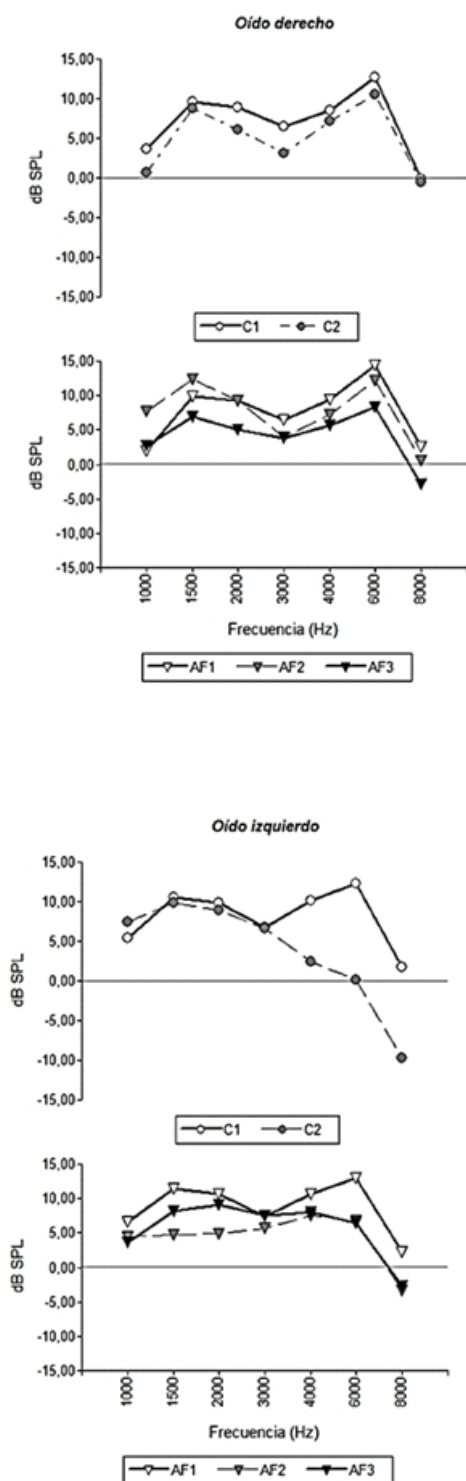 Oído derecho
15,00
10,00
5,00
0,00
-5,00
-10,00
-15,00
dB SPL
C1 C2
15,00
10,00
5,00
0,00
-5,00
-10,00
-15,00
dB SPL
1000 1500 2000 3000 4000 6000 8000
Frecuencia (Hz)
AF1 AF2 AF3
Oído izquierdo
15,00
10,00
5,00
0,00
-5,00
-10,00
-15,00
dB SPL
C1 C2
15,00
10,00
5,00
0,00
-5,00
-10,00
-15,00
dB SPL
1000 1500 2000 3000 4000 6000 8000
Frecuencia (Hz)
AF1 AF2 AF3